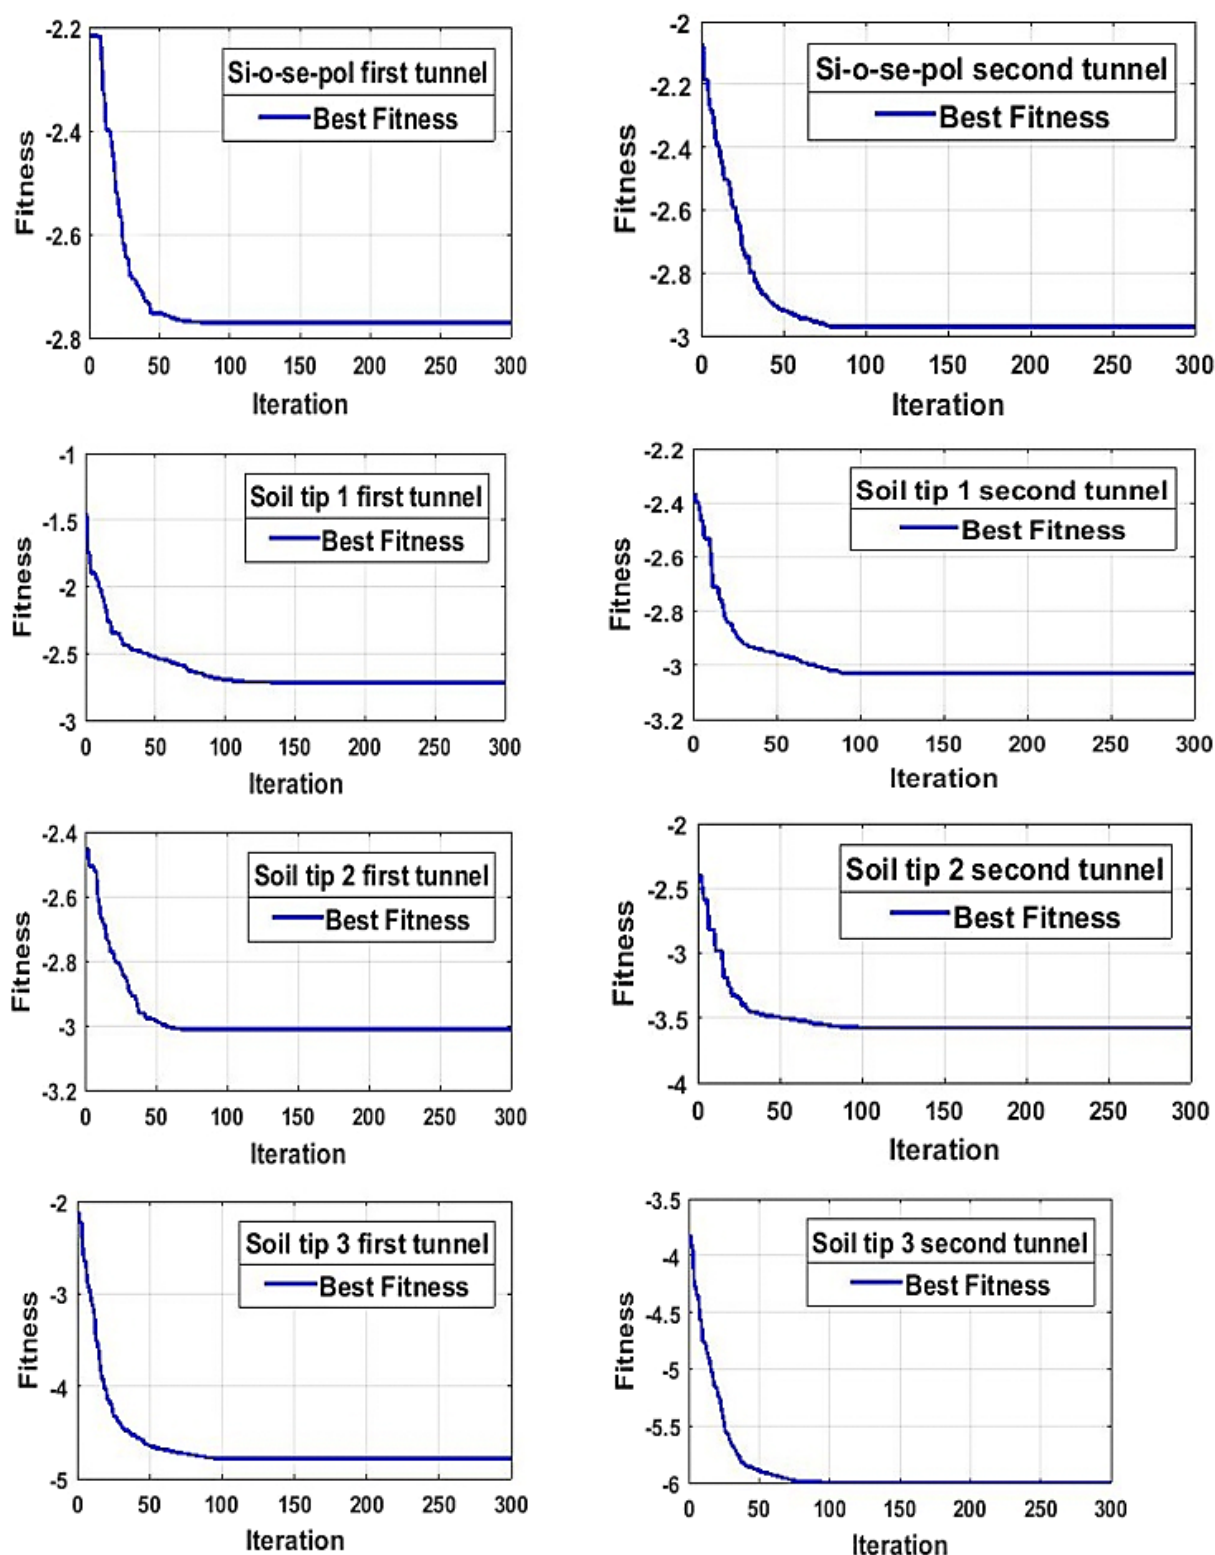 -2.2
-2.4
-2.6
-2.8
Fitness
Si-o-se-pol first tunnel
Best Fitness
0 50 100 150 200 250 300
Iteration
-2
-2.2
-2.4
-2.6
-2.8
-3
Fitness
Si-o-se-pol second tunnel
Best Fitness
0 50 100 150 200 250 300
Iteration
-1
-1.5
-2
-2.5
-3
Fitness
Soil tip 1 first tunnel
Best Fitness
0 50 100 150 200 250 300
Iteration
-2.2
-2.4
-2.6
-2.8
-3
-3.2
Fitness
Soil tip 1 second tunnel
Best Fitness
0 50 100 150 200 250 300
Iteration
-2.4
-2.6
-2.8
-3
-3.2
Fitness
Soil tip 2 first tunnel
Best Fitness
0 50 100 150 200 250 300
Iteration
-2
-2.5
-3
-3.5
-4
Fitness
Soil tip 2 second tunnel
Best Fitness
0 50 100 150 200 250 300
Iteration
-2
-3
-4
-5
Fitness
Soil tip 3 first tunnel
Best Fitness
0 50 100 150 200 250 300
Iteration
-3.5
-4
-4.5
-5
-5.5
-6
Fitness
Soil tip 3 second tunnel
Best Fitness
0 50 100 150 200 250 300
Iteration